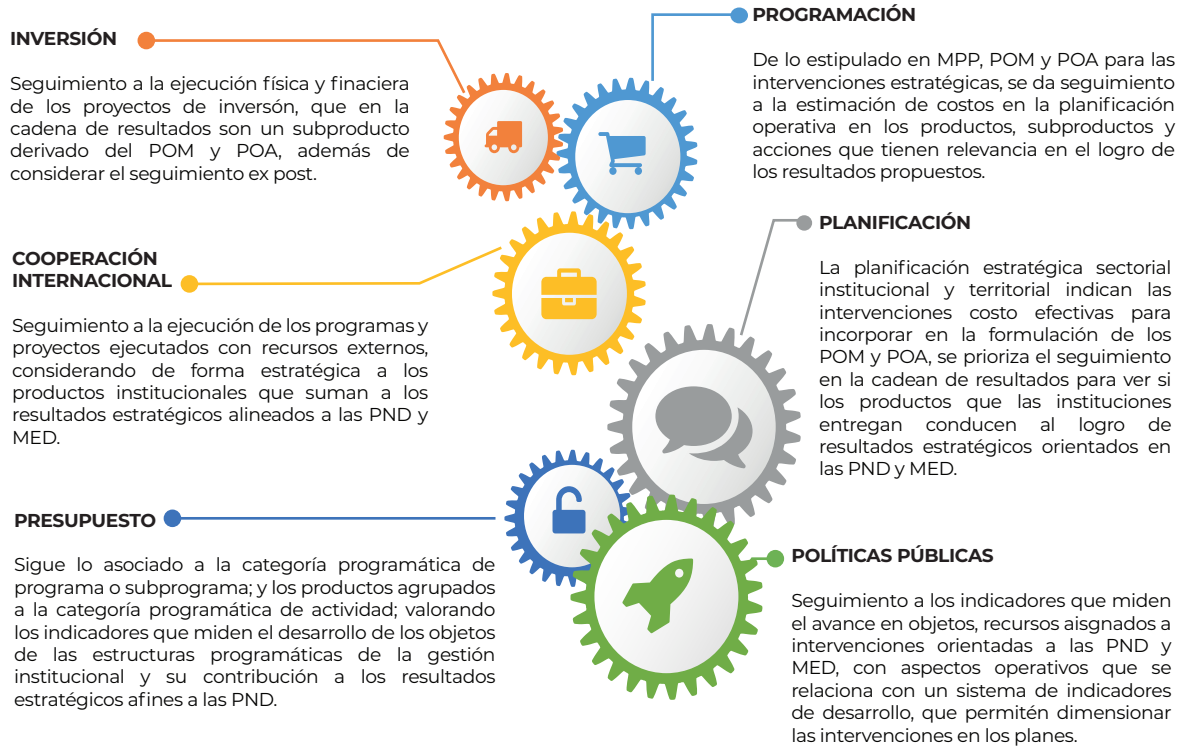 INVERSIÓN
Seguimiento a la ejecución física y finaciera
de los proyectos de inversón, que en la
cadena de resultados son un subproducto
derivado del POM y POA, además de
considerar el seguimiento ex post.
PROGRAMACIÓN
De lo estipulado en MPP, POM y POA para las
intervenciones estratégicas, se da seguimiento
a la estimación de costos en la planificación
operativa en los productos, subproductos y
acciones que tienen relevancia en el logro de
los resultados propuestos.
COOPERACIÓN
INTERNACIONAL
Seguimiento a la ejecución de los programas y
proyectos ejecutados con recursos externos,
considerando de forma estratégica a los
productos institucionales que suman a los
resultados estratégicos alineados a las PND y
MED.
PLANIFICACIÓN
La planificación estratégica sectorial
institucional y territorial indican las
intervenciones costo efectivas para
incorporar en la formulación de los
POM y POA, se prioriza el seguimiento
en la cadean de resultados para ver si
los productos que las instituciones
entregan conducen al logro de
resultados estratégicos orientados en
las PND y MED.
PRESUPUESTO
Sigue lo asociado a la categoría programática de
programa o subprograma; y los productos agrupados
a la categoría programática de actividad; valorando
los indicadores que miden el desarrollo de los objetos
de las estructuras programáticas de la gestión
institucional y su contribución a los resultados
estratégicos afines a las PND.
POLÍTICAS PÚBLICAS
Seguimiento a los indicadores que miden
el avance en objetos, recursos aisgnados a
intervenciones orientadas a las PND y
MED, con aspectos operativos que se
relaciona con un sistema de indicadores
de desarrollo, que permitén dimensionar
las intervenciones en los planes.